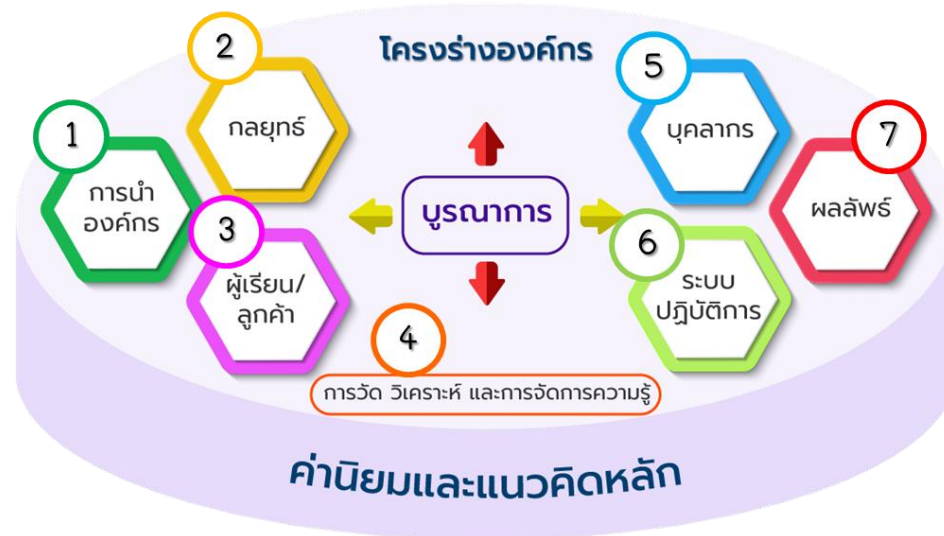 โครงร่างองค์กร
1
การนำ
องค์กร
2
กลยุทธ์
3
ผู้เรียน/
ลูกค้า
บูรณาการ
4
การวัด วิเคราะห์ และการจัดการความรู้
5
บุคลากร
6
ระบบ
ปฏิบัติการ
7
ผลลัพธ์
ค่านิยมและแนวคิดหลัก